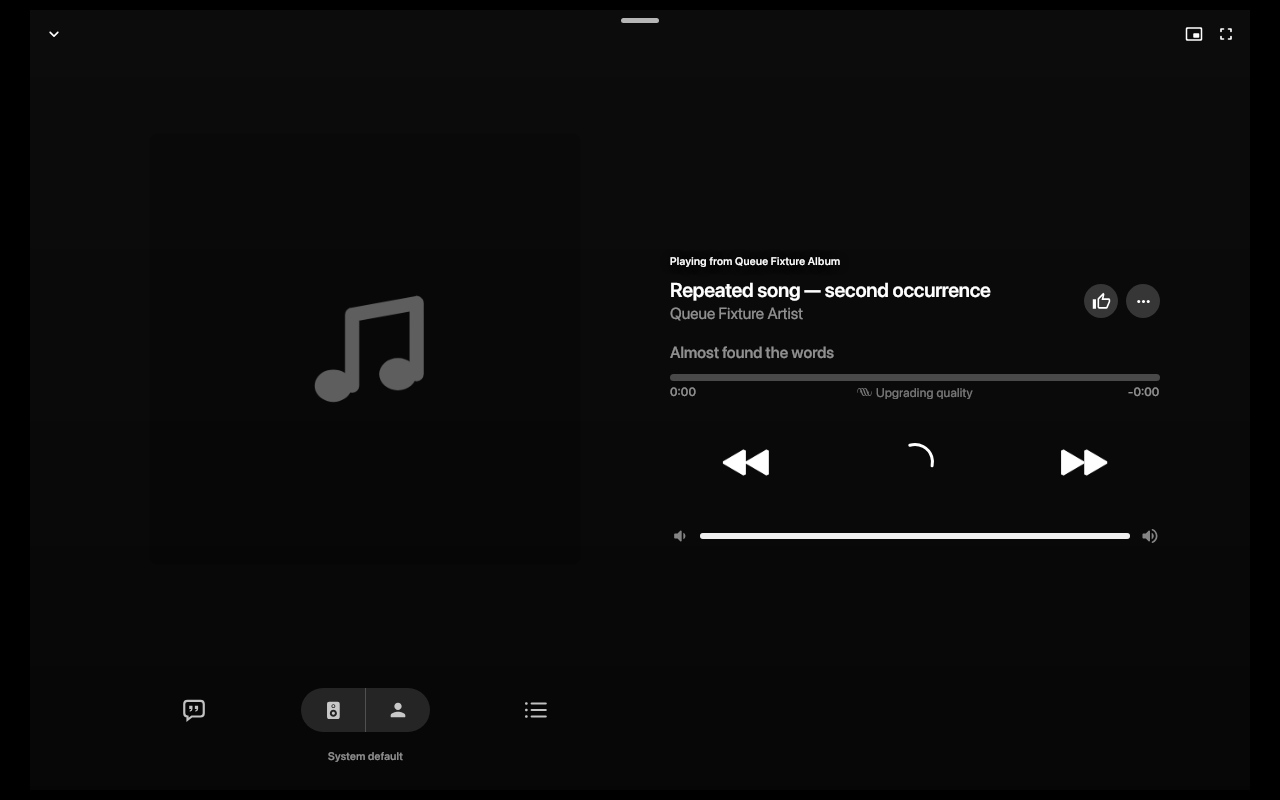 Playing from Queue Fixture Album
Repeated song — second occurrence
Queue Fixture Artist
Almost found the words
0:00
Upgrading quality
-0:00
System default